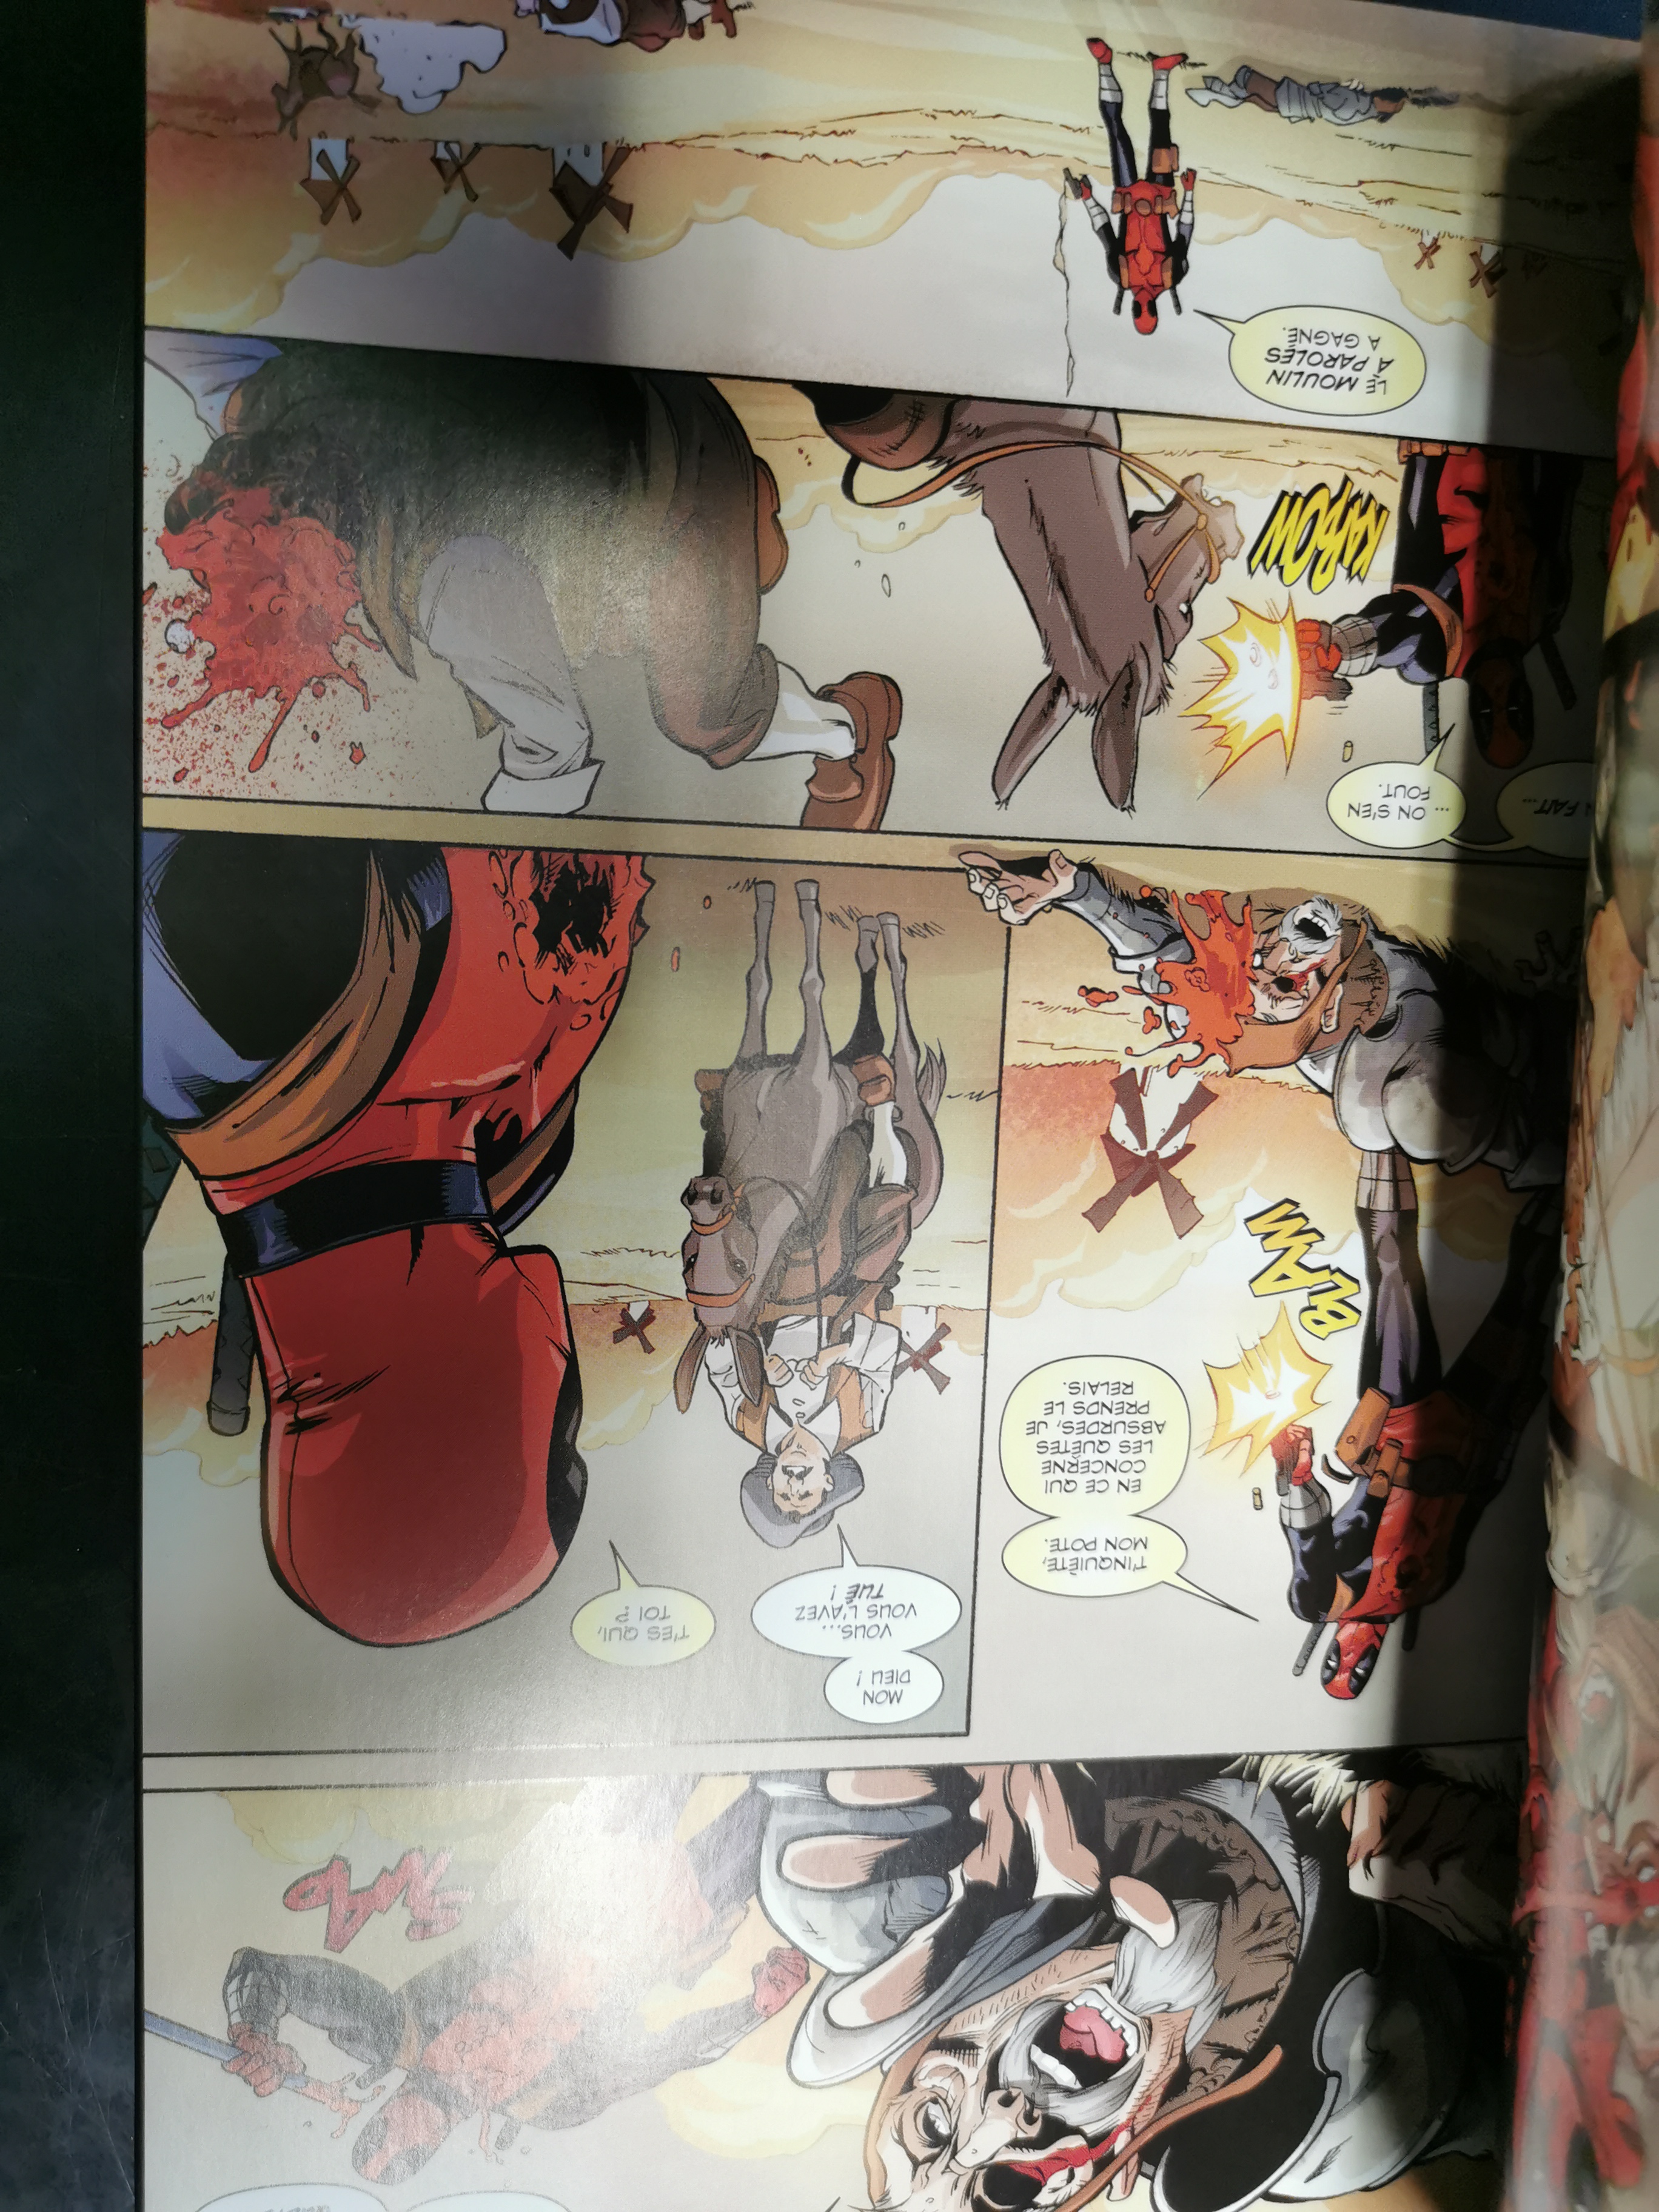 T'INQUIÈTE,
MON POTE.
EN CE QUI
CONCERNE
LES QUÊTES
ABSURDES, JE
PRENDS LE
RELAIS.
BLAM
MON
DIEU !
VOUS...
VOUS L'AVEZ
TUÉ !
T'ES QUI,
TOI ?
FAIT...
... ON S'EN
FOUT.
KAPOW
LE MOULIN
À PAROLES
A GAGNÉ.